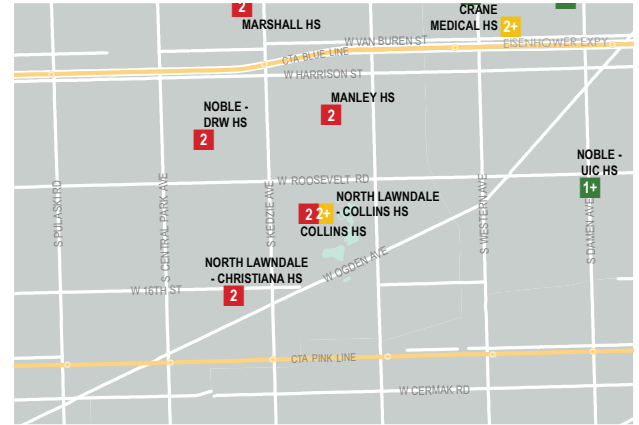 CRANE
MEDICAL HS
2
2+
MARSHALL HS
W VAN BUREN ST
EISENHOWER EXPY
CTA BLUE LINE
W HARRISON ST
MANLEY HS
2
NOBLE -
DRW HS
2
NOBLE -
UIC HS
1+
W ROOSEVELT RD
S PULASKI RD
S CENTRAL PARK AVE
S KEDZIE AVE
S WESTERN AVE
S DAMEN AVE
NORTH LAWNDALE
- COLLINS HS
2
2+
COLLINS HS
NORTH LAWNDALE
- CHRISTIANA HS
W OGDEN AVE
W 16TH ST
2
CTA PINK LINE
W CERMAK RD